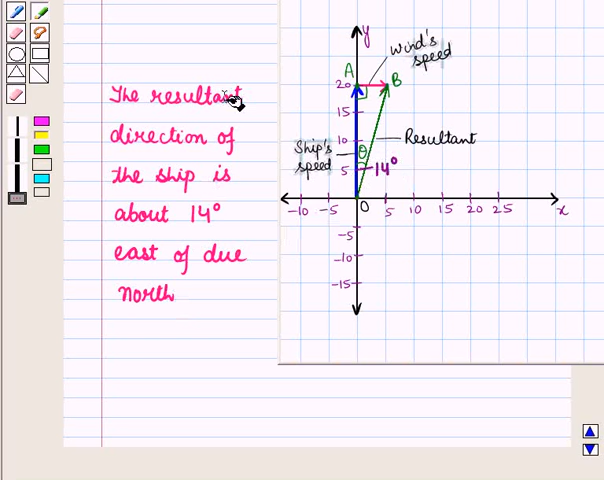 The resultant
direction of
the ship is
about 14°
east of due
north
y
Wind's
speed
A
B
20
15
10
5
Ship's
speed
θ
Resultant
14°
-10 -5 O 5 10 15 20 25 x
-5
-10
-15